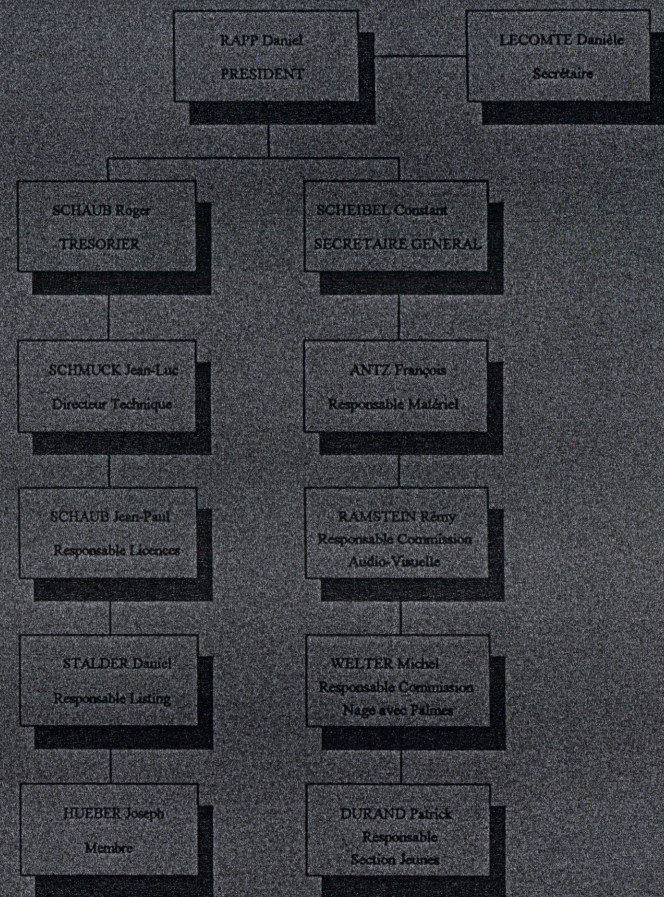 RAPP Daniel
PRESIDENT
LECOMTE Danièle
Secrétaire
SCHAUB Roger
TRESORIER
SCHEIBEL Constant
SECRETAIRE GENERAL
SCHMUCK Jean-Luc
Directeur Technique
ANTZ François
Responsable Matériel
SCHAUB Jean-Paul
Responsable Licences
RAMSTEIN Rémy
Responsable Commission
Audio-Visuelle
STALDER Daniel
Responsable Listing
WELTER Michel
Responsable Commission
Nage avec Palmes
HUEBER Joseph
Membre
DURAND Patrick
Responsable
Section Jeunes